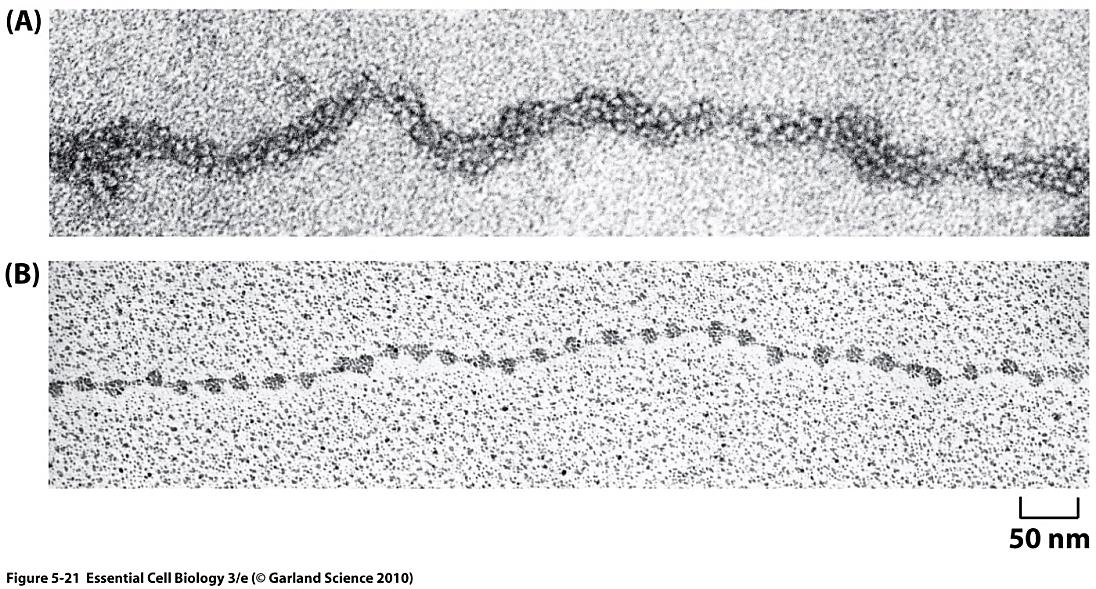 (A)
(B)
50 nm
Figure 5-21 Essential Cell Biology 3/e (© Garland Science 2010)